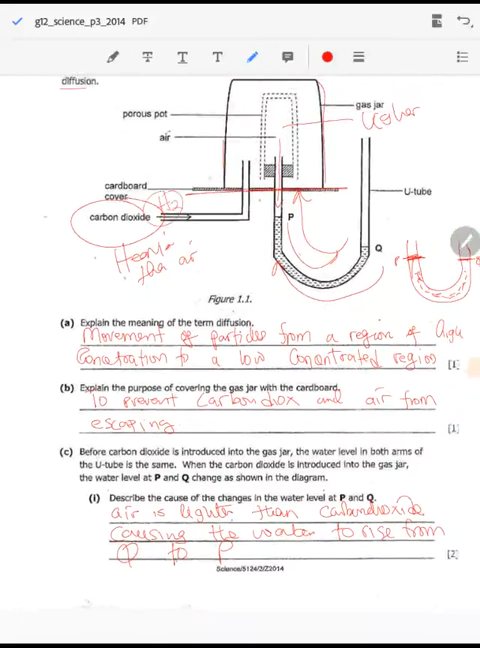 g12_science_p3_2014 PDF
diffusion.
porous pot
gas jar
air
cardboard
cover
H2
carbon dioxide
U-tube
P
Q
the air
Figure 1.1.
(a) Explain the meaning of the term diffusion.
Movement of particles from a region of
to a low Concentrated region
[1]
(b) Explain the purpose of covering the gas jar with the cardboard.
To prevent Carbondiox and air from
escaping
[1]
(c) Before carbon dioxide is introduced into the gas jar, the water level in both arms of
the U-tube is the same. When the carbon dioxide is introduced into the gas jar,
the water level at P and Q change as shown in the diagram.
(i) Describe the cause of the changes in the water level at P and Q.
air is lighter than carbondioxide
causing the water to rise from
Q to P
[2]
Science/5124/2/Z2014